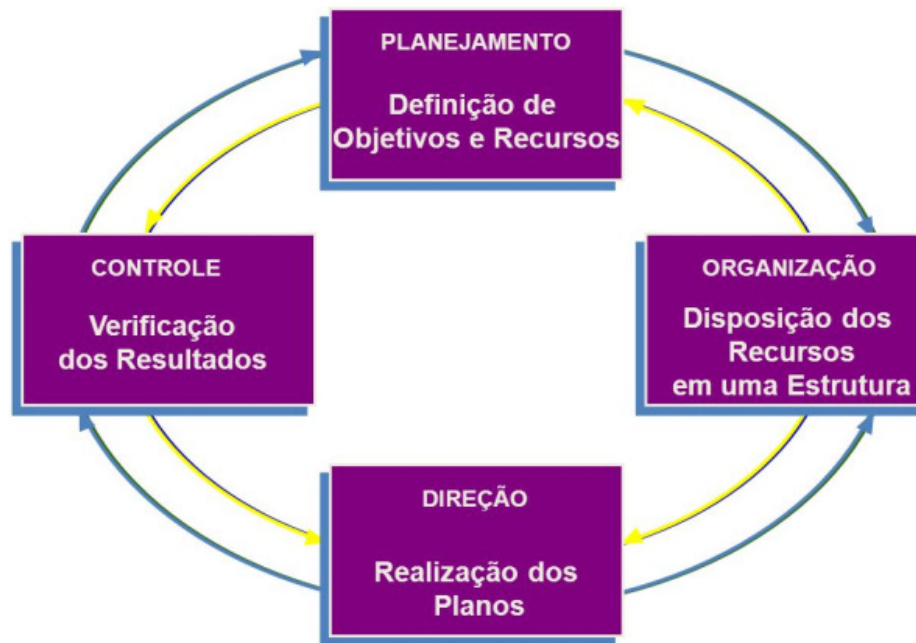 PLANEJAMENTO
Definição de
Objetivos e Recursos
CONTROLE
Verificação
dos Resultados
ORGANIZAÇÃO
Disposição dos
Recursos
em uma Estrutura
DIREÇÃO
Realização dos
Planos